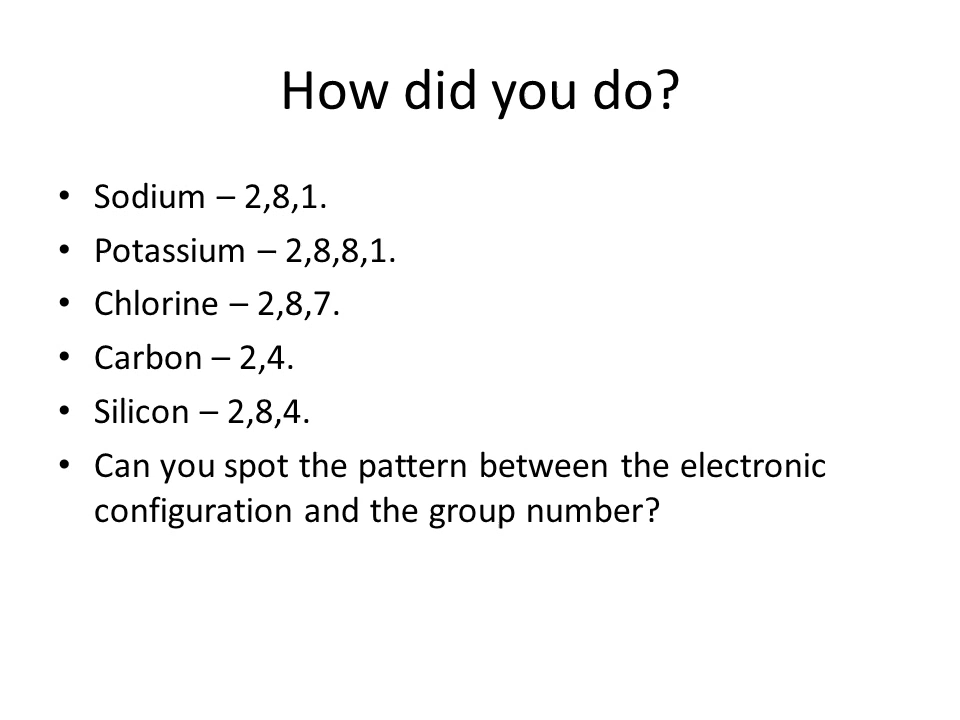 How did you do?
• Sodium – 2,8,1.
• Potassium – 2,8,8,1.
• Chlorine – 2,8,7.
• Carbon – 2,4.
• Silicon – 2,8,4.
• Can you spot the pattern between the electronic
configuration and the group number?